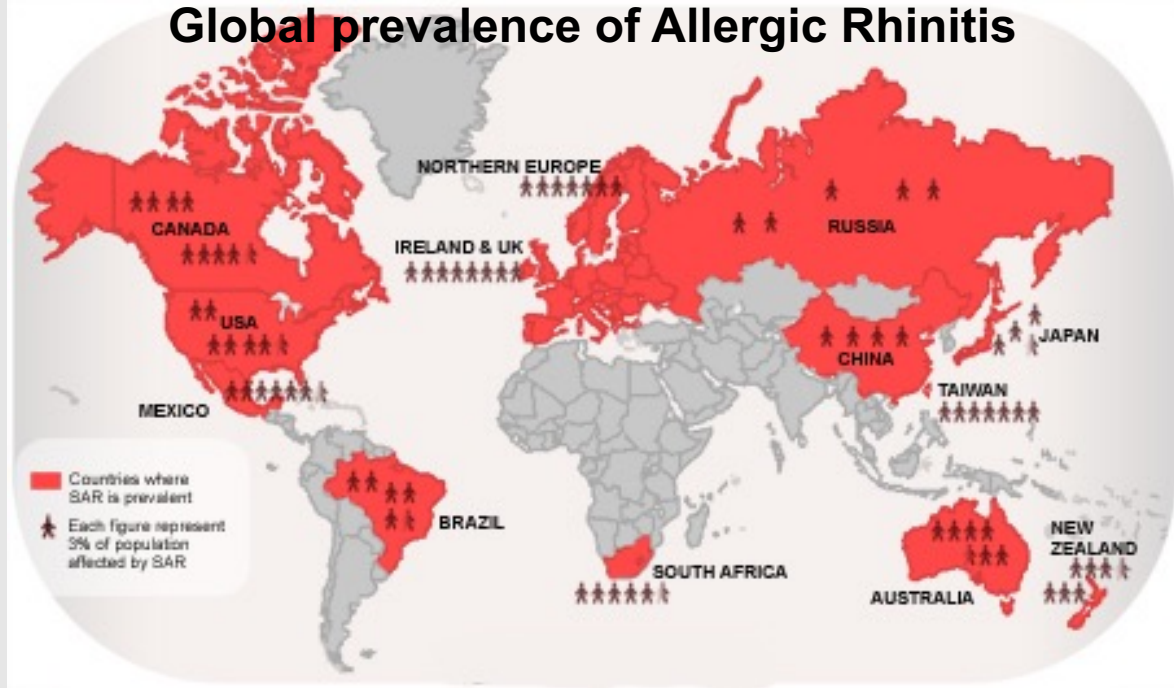 Global prevalence of Allergic Rhinitis
NORTHERN EUROPE
CANADA
RUSSIA
IRELAND & UK
USA
JAPAN
CHINA
TAIWAN
MEXICO
Countries where
SAR is prevalent
Each figure represent
3% of population
affected by SAR
BRAZIL
NEW
ZEALAND
SOUTH AFRICA
AUSTRALIA